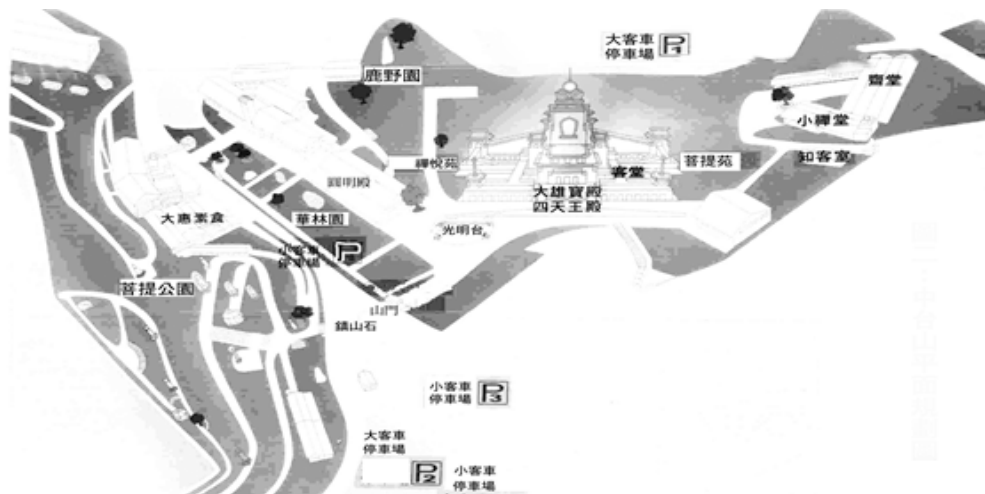 大客車
停車場
P1
鹿野園
齋堂
小禪堂
知客室
禪悅苑
菩提苑
客堂
圓明殿
大雄寶殿
四天王殿
大惠素食
華林園
光明台
小客車
停車場
P
菩提公園
山門
鎮山石
小客車
停車場
P3
大客車
停車場
P2
小客車
停車場